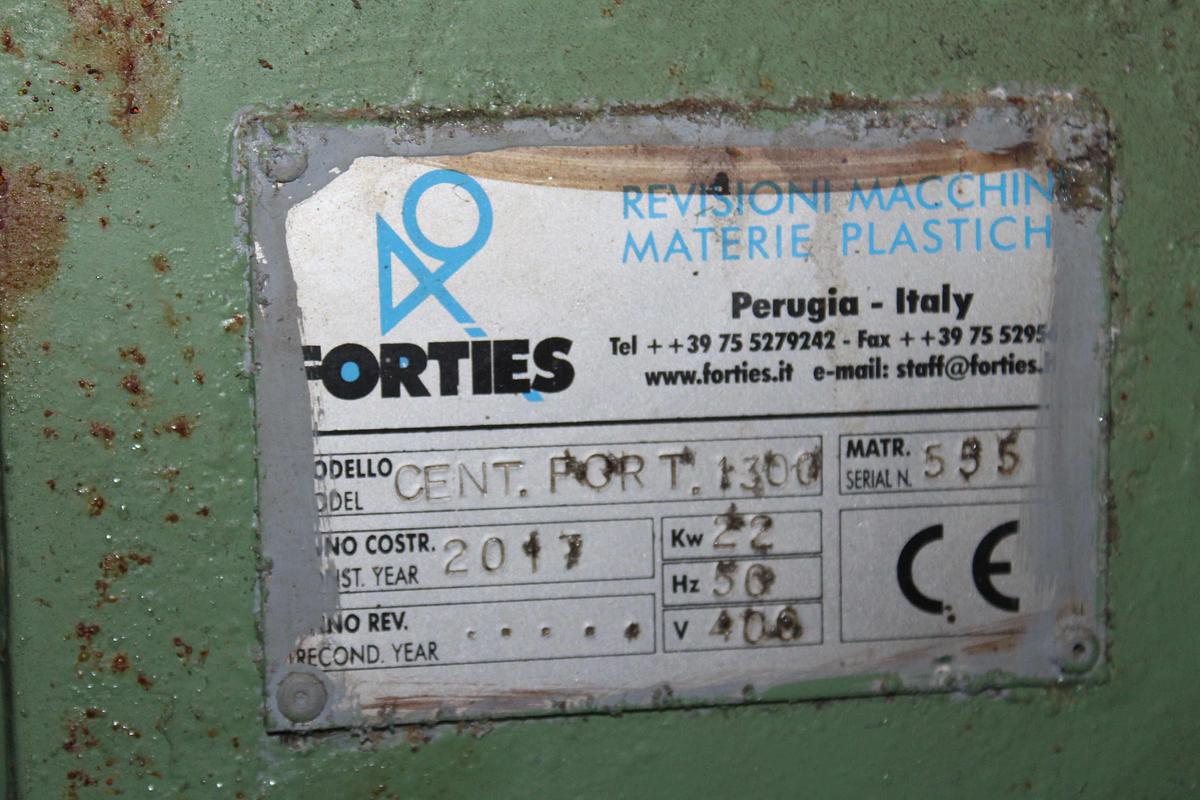 REVISIONI MACCHIN
MATERIE PLASTICH
Perugia - Italy
Tel ++39 75 5279242 - Fax ++39 75 5295
www.forties.it e-mail: staff@forties.
FORTIES
ODELLO CENT. FORT. 1300
ODEL
MATR.
SERIAL N. 595
NNO COSTR. 2017
NST. YEAR
Kw 22
Hz 50
V 400
CE
NNO REV. . . . . .
RECOND. YEAR